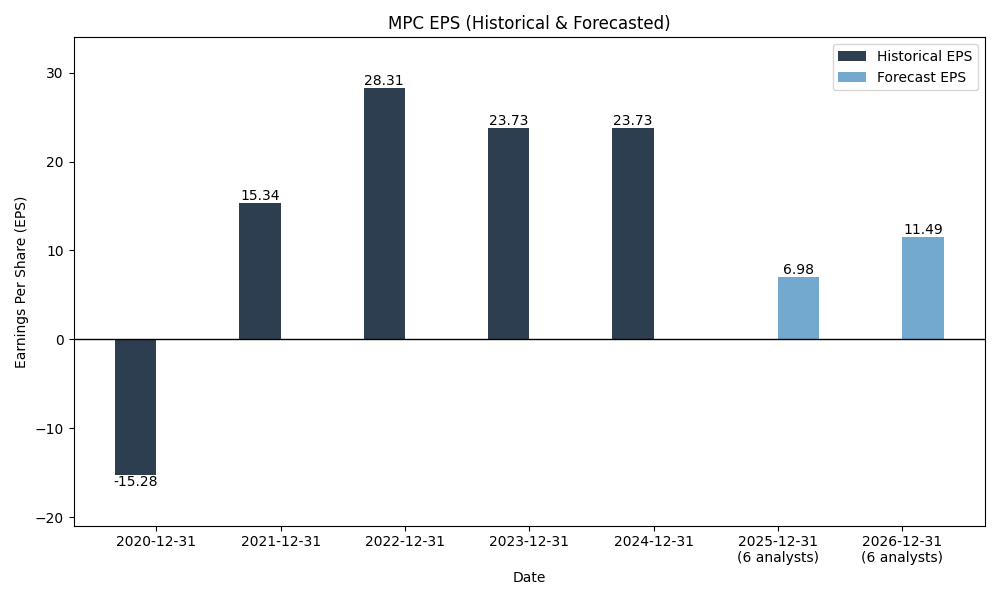 MPC EPS (Historical & Forecasted)
Historical EPS
Forecast EPS
Earnings Per Share (EPS)
30
20
10
0
−10
−20
-15.28
15.34
28.31
23.73
23.73
6.98
11.49
2020-12-31
2021-12-31
2022-12-31
2023-12-31
2024-12-31
2025-12-31
(6 analysts)
2026-12-31
(6 analysts)
Date